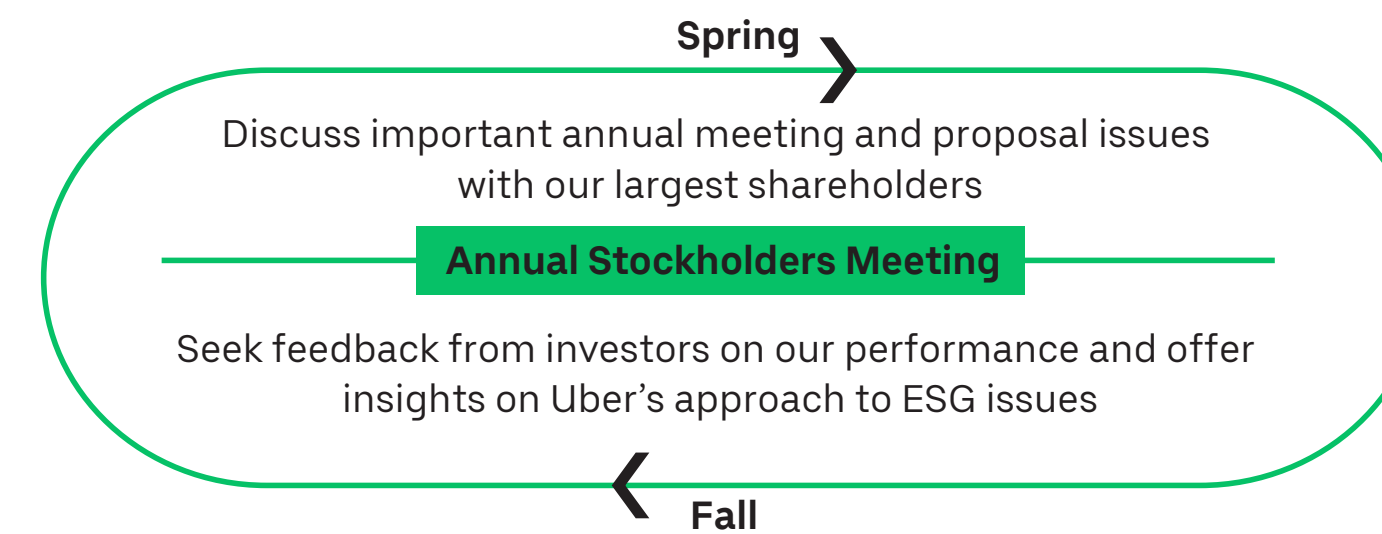 Spring
Discuss important annual meeting and proposal issues
with our largest shareholders
Annual Stockholders Meeting
Seek feedback from investors on our performance and offer
insights on Uber’s approach to ESG issues
Fall